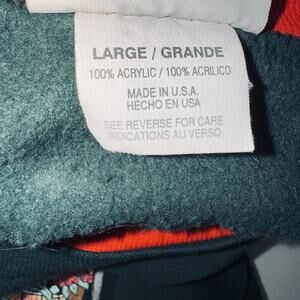 LARGE / GRANDE
100% ACRYLIC / 100% ACRILICO
MADE IN U.S.A.
HECHO EN USA
SEE REVERSE FOR CARE
INDICATIONS AU VERSO